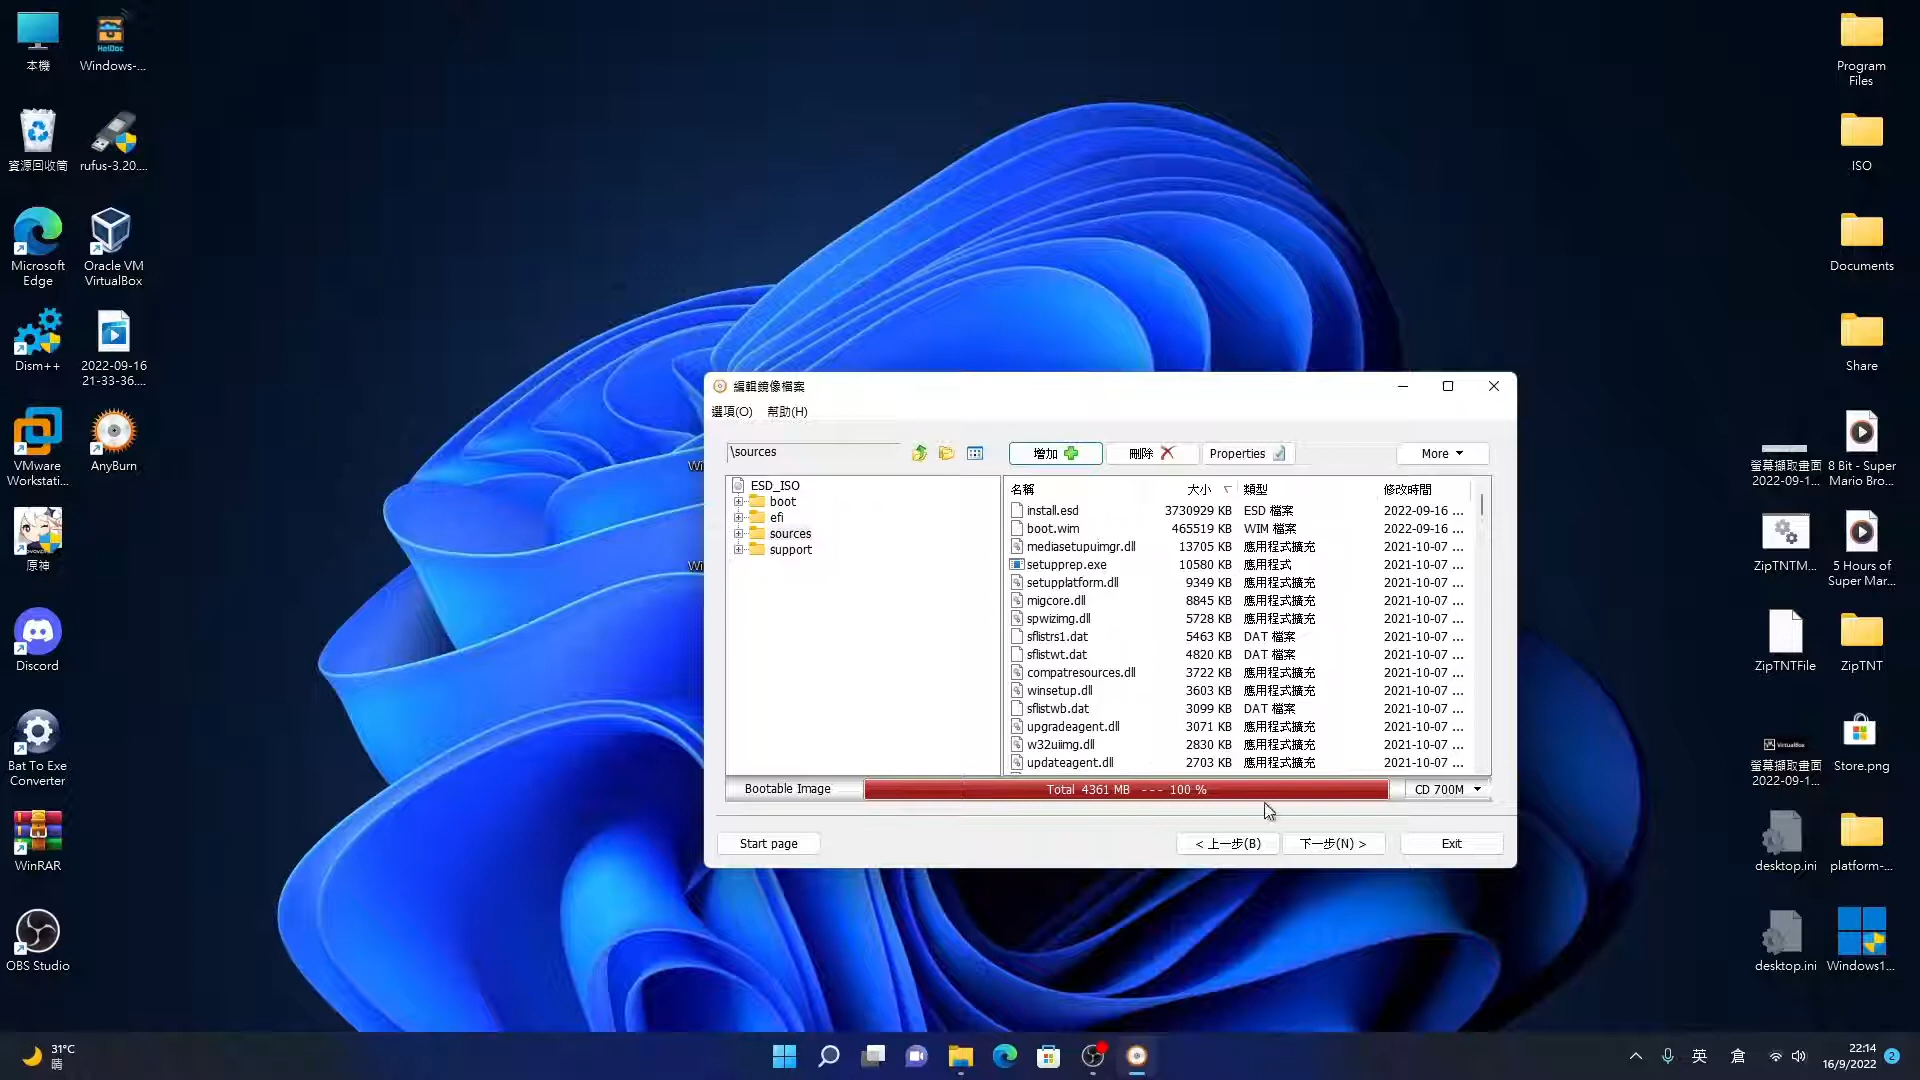 本機
Windows-...
資源回收筒
rufus-3.20....
Microsoft
Edge
Oracle VM
VirtualBox
Dism++
2022-09-16
21-33-36....
VMware
Workstati...
AnyBurn
原神
Discord
Bat To Exe
Converter
WinRAR
OBS Studio
Wi
Wi
編輯鏡像檔案
選項(O) 幫助(H)
\sources
增加 刪除 Properties More
ESD_ISO
boot
efi
sources
support
名稱 大小 類型 修改時間
install.esd 3730929 KB ESD 檔案 2022-09-16 ...
boot.wim 465519 KB WIM 檔案 2022-09-16 ...
mediasetupuimgr.dll 13705 KB 應用程式擴充 2021-10-07 ...
setupprep.exe 10580 KB 應用程式 2021-10-07 ...
setupplatform.dll 9349 KB 應用程式擴充 2021-10-07 ...
migcore.dll 8845 KB 應用程式擴充 2021-10-07 ...
spwizimg.dll 5728 KB 應用程式擴充 2021-10-07 ...
sflistrs1.dat 5463 KB DAT 檔案 2021-10-07 ...
sflistwt.dat 4820 KB DAT 檔案 2021-10-07 ...
compatresources.dll 3722 KB 應用程式擴充 2021-10-07 ...
winsetup.dll 3603 KB 應用程式擴充 2021-10-07 ...
sflistwb.dat 3099 KB DAT 檔案 2021-10-07 ...
upgradeagent.dll 3071 KB 應用程式擴充 2021-10-07 ...
w32uiimg.dll 2830 KB 應用程式擴充 2021-10-07 ...
updateagent.dll 2703 KB 應用程式擴充 2021-10-07 ...
Bootable Image Total 4361 MB --- 100 % CD 700M
Start page < 上一步(B) 下一步(N) > Exit
Program
Files
ISO
Documents
Share
螢幕擷取畫面
2022-09-1...
8 Bit - Super
Mario Bro...
ZipTNTM...
5 Hours of
Super Mar...
ZipTNTFile
ZipTNT
VirtualBox
螢幕擷取畫面
2022-09-1...
Store.png
desktop.ini
platform-...
desktop.ini
Windows1...
31°C
晴
英 倉
22:14
16/9/2022
2